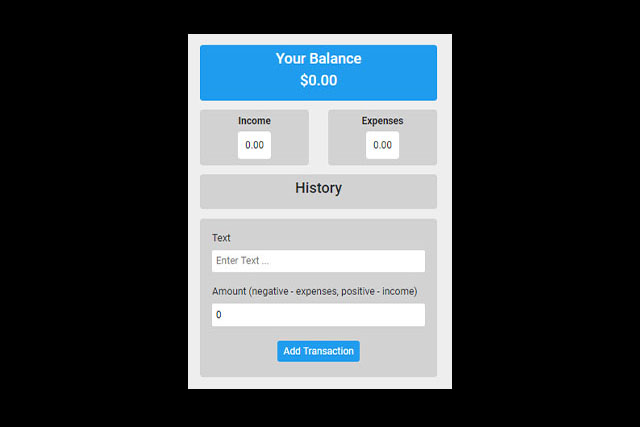 Your Balance
$0.00
Income
Expenses
0.00
0.00
History
Text
Enter Text ...
Amount (negative - expenses, positive - income)
0
Add Transaction